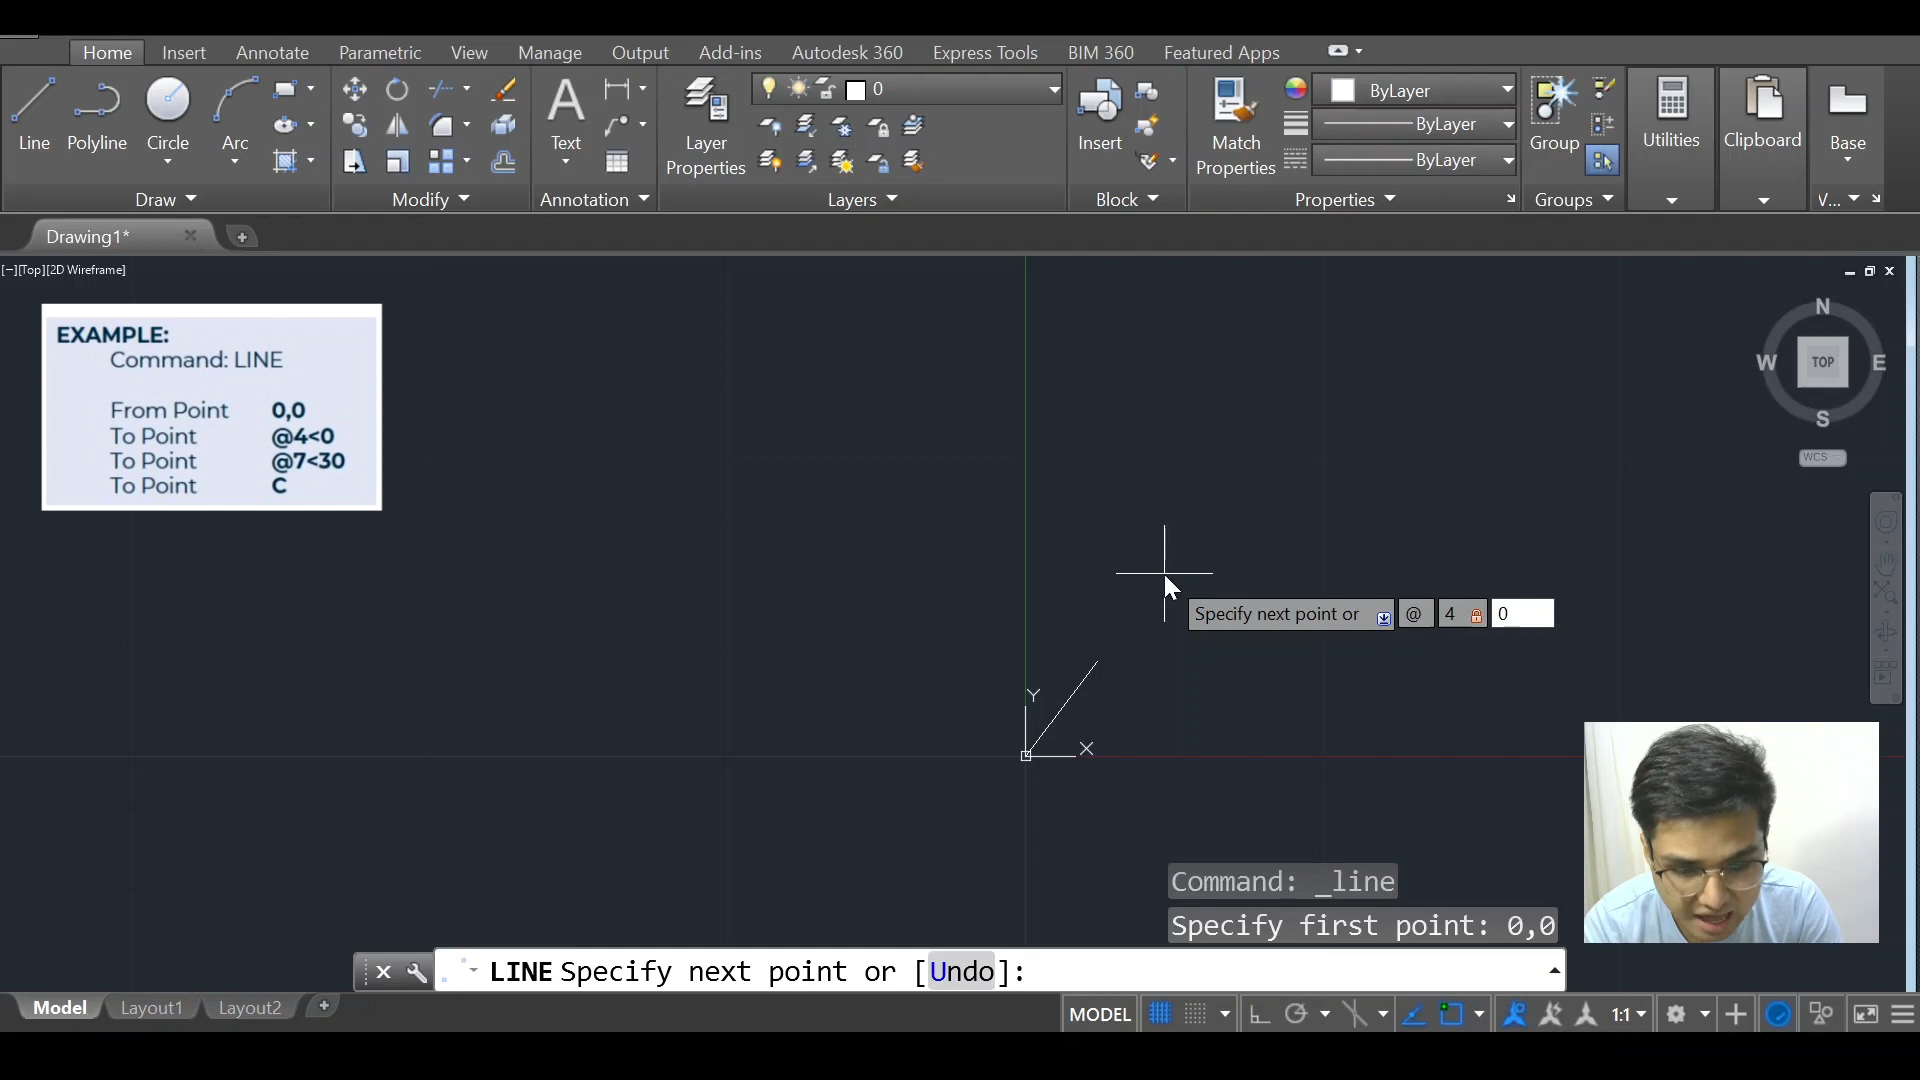 Home Insert Annotate Parametric View Manage Output Add-ins Autodesk 360 Express Tools BIM 360 Featured Apps
Line Polyline Circle Arc Text Layer Properties 0 Insert Match Properties ByLayer Group Utilities Clipboard Base
ByLayer
ByLayer
Draw Modify Annotation Layers Block Properties Groups V...
Drawing1*
[−][Top][2D Wireframe]
EXAMPLE:
Command: LINE
From Point 0,0
To Point @4<0
To Point @7<30
To Point C
N
W TOP E
S
WCS
Specify next point or @ 4 0
Y
X
Command: _line
Specify first point: 0,0
LINE Specify next point or [Undo]:
Model Layout1 Layout2
MODEL 1:1